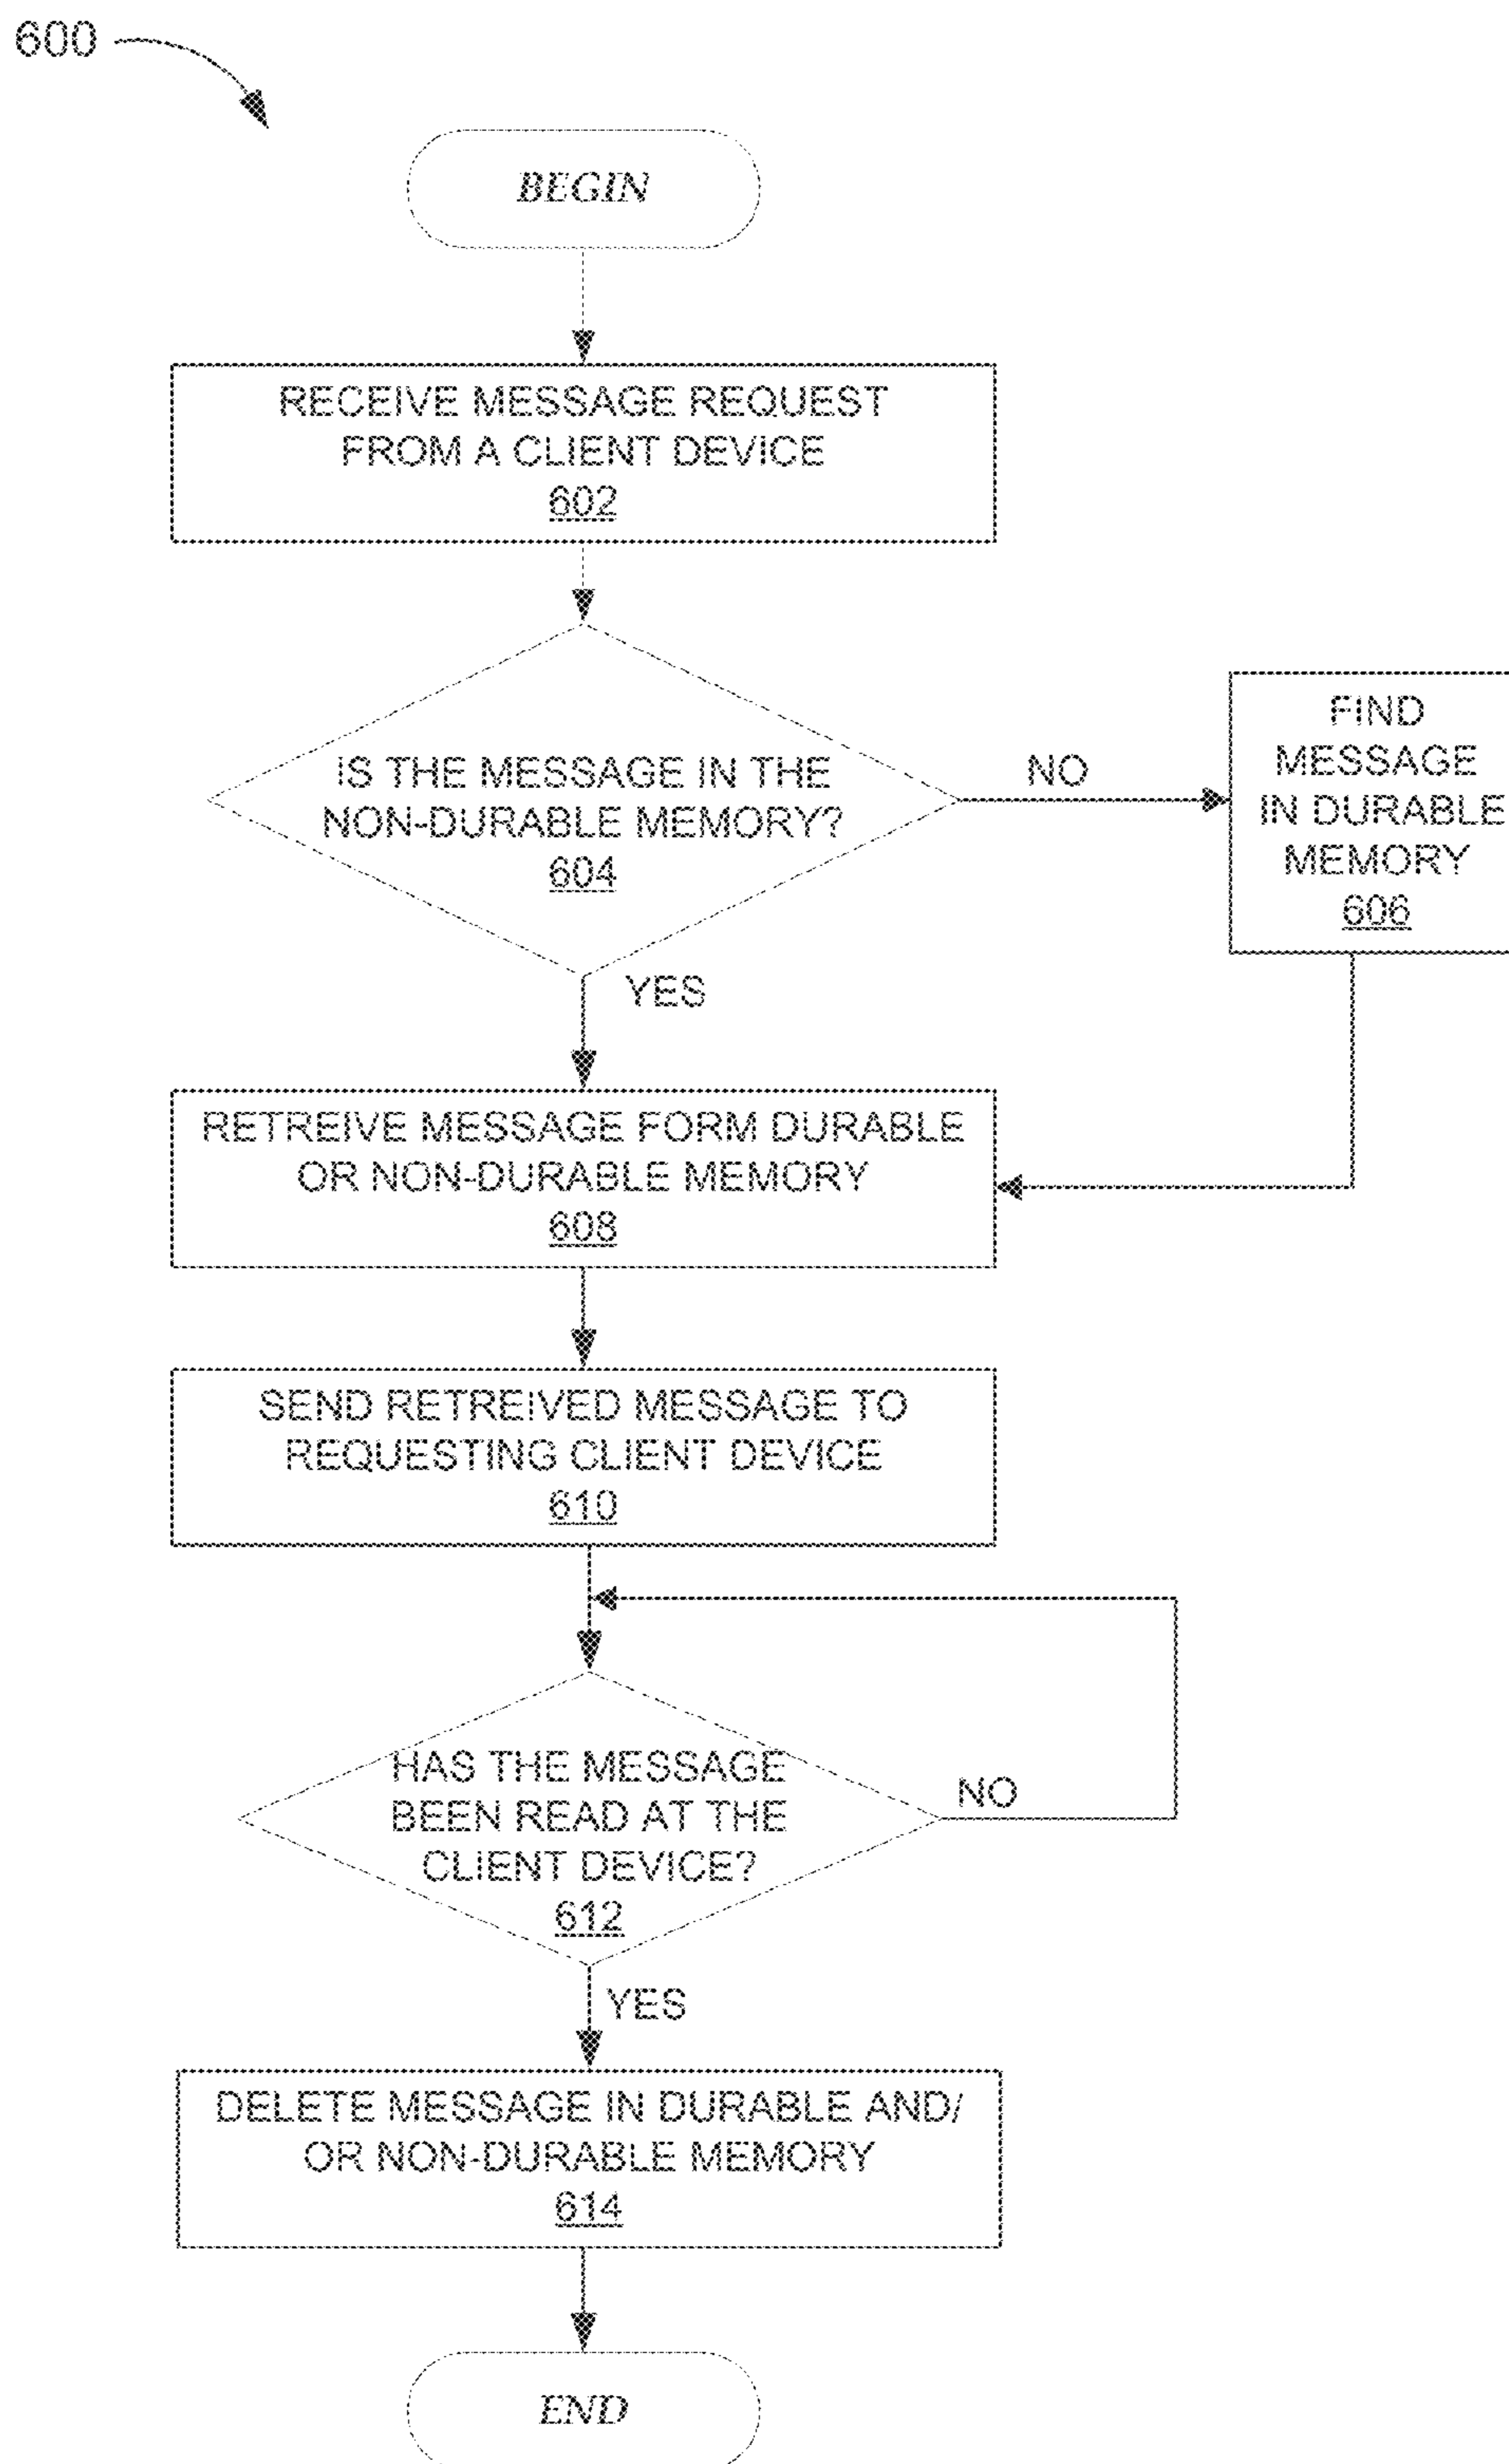 600
BEGIN
RECEIVE MESSAGE REQUEST
FROM A CLIENT DEVICE
602
IS THE MESSAGE IN THE
NON-DURABLE MEMORY?
604
NO
FIND
MESSAGE
IN DURABLE
MEMORY
606
YES
RETREIVE MESSAGE FORM DURABLE
OR NON-DURABLE MEMORY
608
SEND RETREIVED MESSAGE TO
REQUESTING CLIENT DEVICE
610
HAS THE MESSAGE
BEEN READ AT THE
CLIENT DEVICE?
612
NO
YES
DELETE MESSAGE IN DURABLE AND/
OR NON-DURABLE MEMORY
614
END